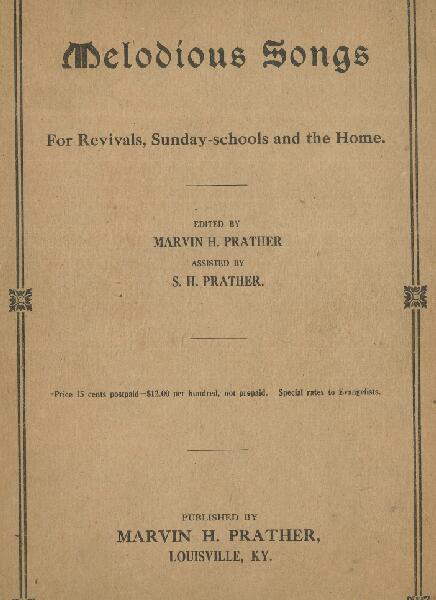 Melodious Songs
For Revivals, Sunday-schools and the Home.
EDITED BY
MARVIN H. PRATHER
ASSISTED BY
S. H. PRATHER.
Price 15 cents postpaid—$12.00 per hundred, not prepaid. Special rates to Evangelists.
PUBLISHED BY
MARVIN H. PRATHER,
LOUISVILLE, KY.